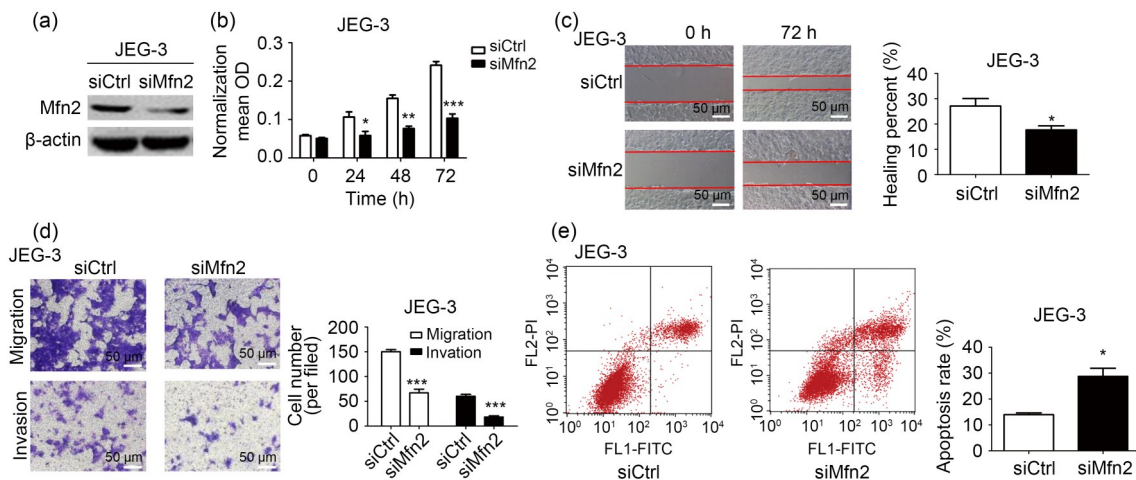 (a)
JEG-3
siCtrl siMfn2
Mfn2
β-actin
(b)
JEG-3
siCtrl
siMfn2
Normalization
mean OD
0.3
0.2
0.1
0.0
*
**
***
0 24 48 72
Time (h)
(c)
JEG-3
0 h 72 h
siCtrl
50 μm 50 μm
siMfn2
50 μm 50 μm
JEG-3
Healing percent (%)
40
30
20
10
0
*
siCtrl siMfn2
(d)
JEG-3
siCtrl siMfn2
Migration
50 μm 50 μm
Invasion
50 μm 50 μm
JEG-3
Cell number
(per filed)
200
150
100
50
0
Migration
Invation
***
***
siCtrl siMfn2 siCtrl siMfn2
(e)
JEG-3
FL2-PI
10⁴
10³
10²
10¹
10⁰
10⁰ 10¹ 10² 10³ 10⁴
FL1-FITC
siCtrl
FL2-PI
10⁴
10³
10²
10¹
10⁰
10⁰ 10¹ 10² 10³ 10⁴
FL1-FITC
siMfn2
JEG-3
Apoptosis rate (%)
40
30
20
10
0
*
siCtrl siMfn2